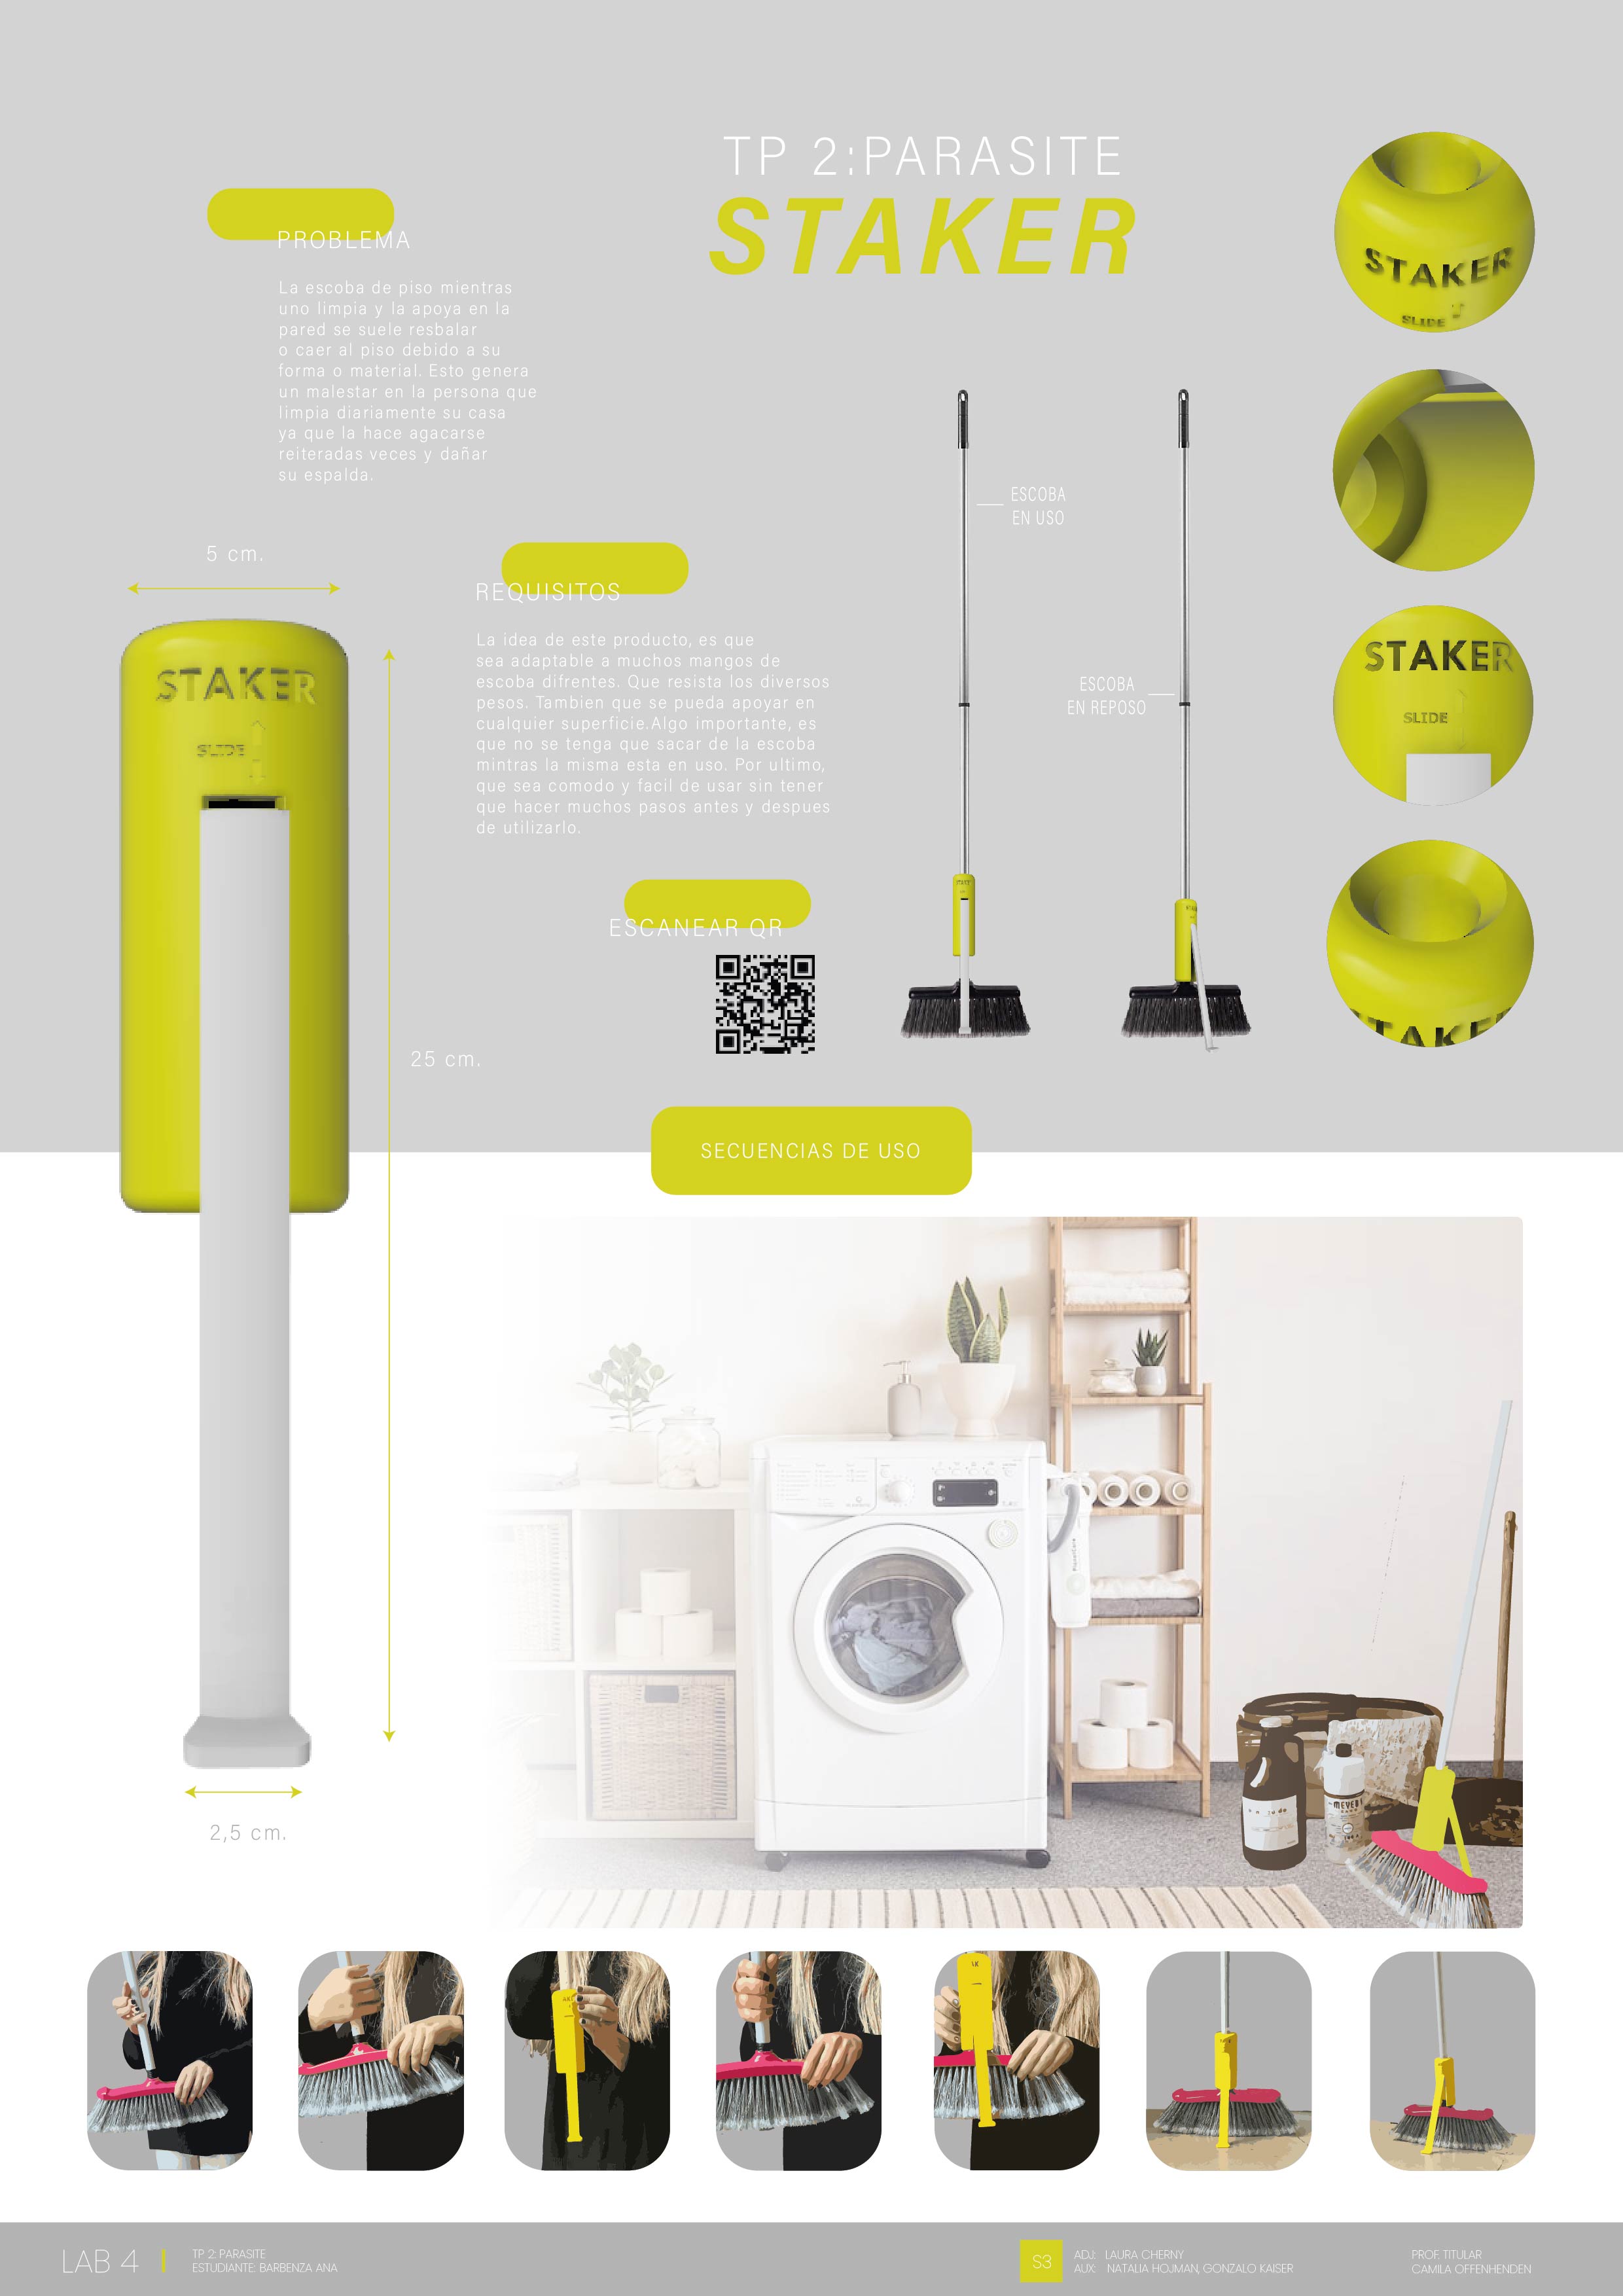 TP 2:PARASITE
STAKER
PROBLEMA
La escoba de piso mientras
uno limpia y la apoya en la
pared se suele resbalar
o caer al piso debido a su
forma o material. Esto genera
un malestar en la persona que
limpia diariamente su casa
ya que la hace agacarse
reiteradas veces y dañar
su espalda.
5 cm.
STAKER
SLIDE
25 cm.
2,5 cm.
REQUISITOS
La idea de este producto, es que
sea adaptable a muchos mangos de
escoba difrentes. Que resista los diversos
pesos. Tambien que se pueda apoyar en
cualquier superficie.Algo importante, es
que no se tenga que sacar de la escoba
mintras la misma esta en uso. Por ultimo,
que sea comodo y facil de usar sin tener
que hacer muchos pasos antes y despues
de utilizarlo.
ESCANEAR QR
ESCOBA
EN USO
ESCOBA
EN REPOSO
STAKER
SLIDE
STAKER
SLIDE
TAKE
SECUENCIAS DE USO
LAB 4
TP 2: PARASITE
ESTUDIANTE: BARBENZA ANA
S3
ADJ: LAURA CHERNY
AUX: NATALIA HOJMAN, GONZALO KAISER
PROF. TITULAR
CAMILA OFFENHENDEN